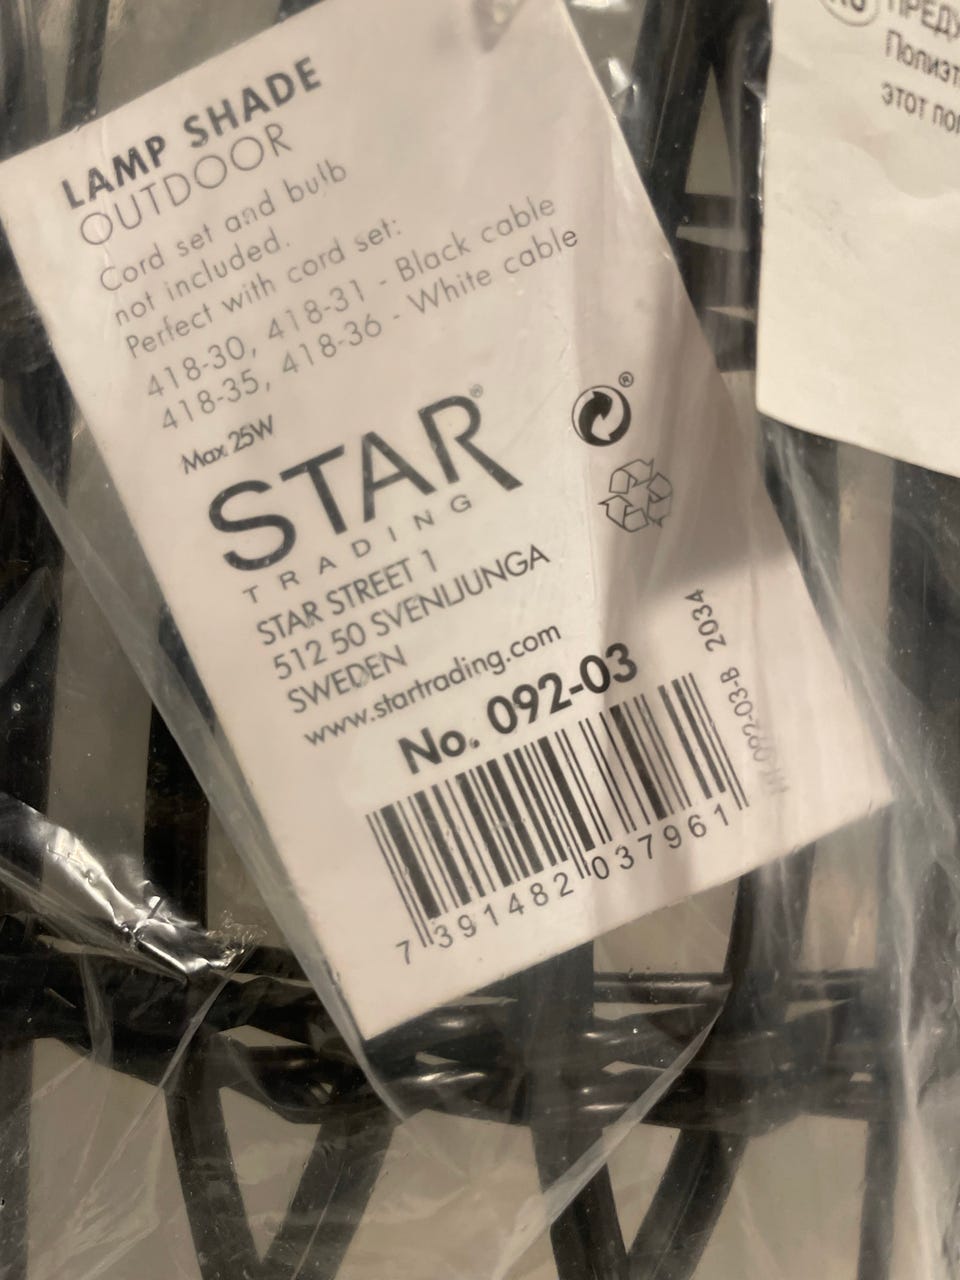 LAMP SHADE
OUTDOOR
Cord set and bulb
not included.
Perfect with cord set:
418-30, 418-31 - Black cable
418-35, 418-36 - White cable
Max. 25W
STAR®
TRADING
STAR STREET 1
512 50 SVENLJUNGA
SWEDEN
www.startrading.com
No. 092-03
7 391482 037961
092-03-B 2034
этот